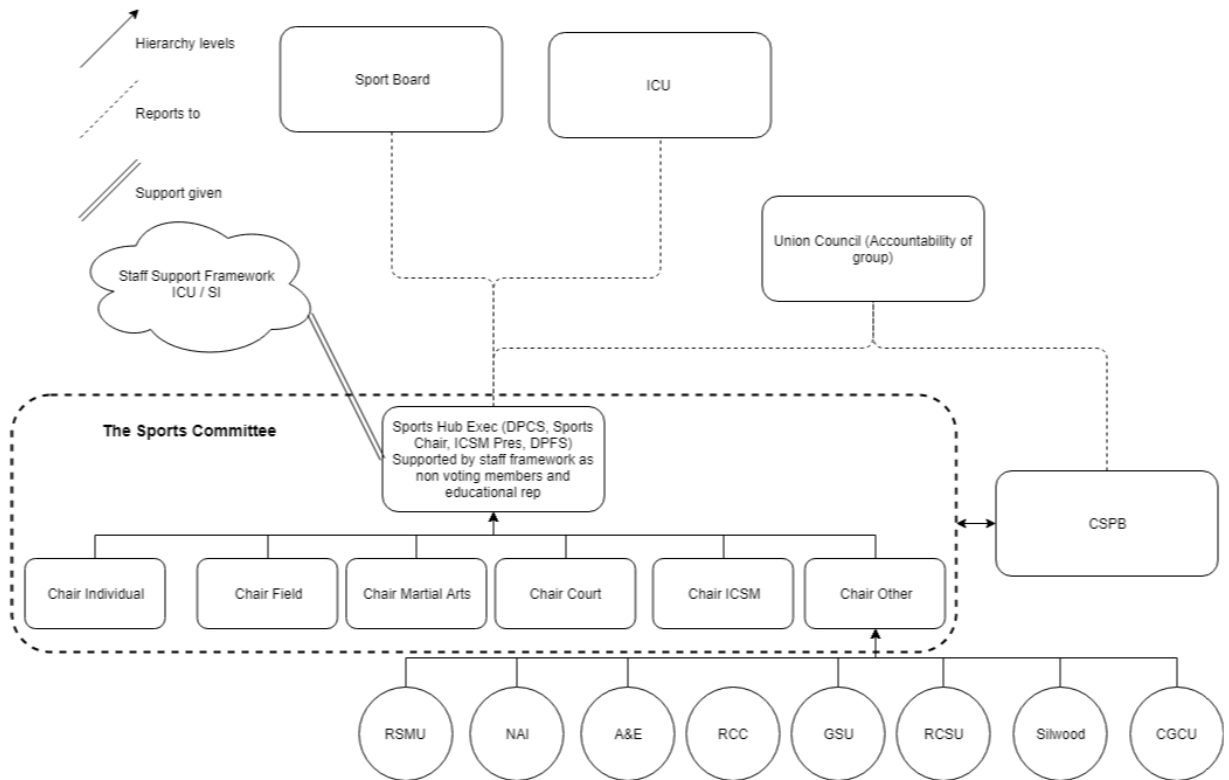 Hierarchy levels
Reports to
Support given
Sport Board
ICU
Union Council (Accountability of
group)
Staff Support Framework
ICU / SI
The Sports Committee
Sports Hub Exec (DPCS, Sports
Chair, ICSM Pres, DPFS)
Supported by staff framework as
non voting members and
educational rep
CSPB
Chair Individual
Chair Field
Chair Martial Arts
Chair Court
Chair ICSM
Chair Other
RSMU
NAI
A&E
RCC
GSU
RCSU
Silwood
CGCU